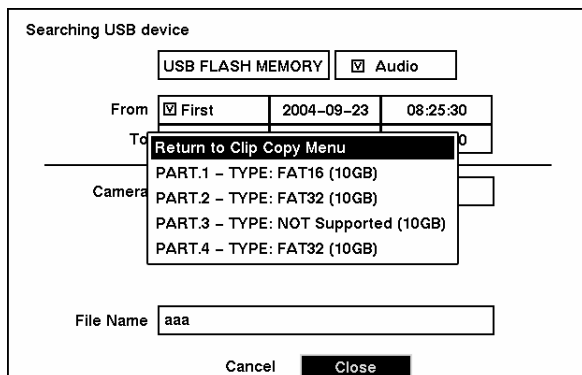 Searching USB device
USB FLASH MEMORY V Audio
From V First 2004-09-23 08:25:30
To 0
Return to Clip Copy Menu
PART.1 – TYPE: FAT16 (10GB)
PART.2 – TYPE: FAT32 (10GB)
Camera
PART.3 – TYPE: NOT Supported (10GB)
PART.4 – TYPE: FAT32 (10GB)
File Name aaa
Cancel Close